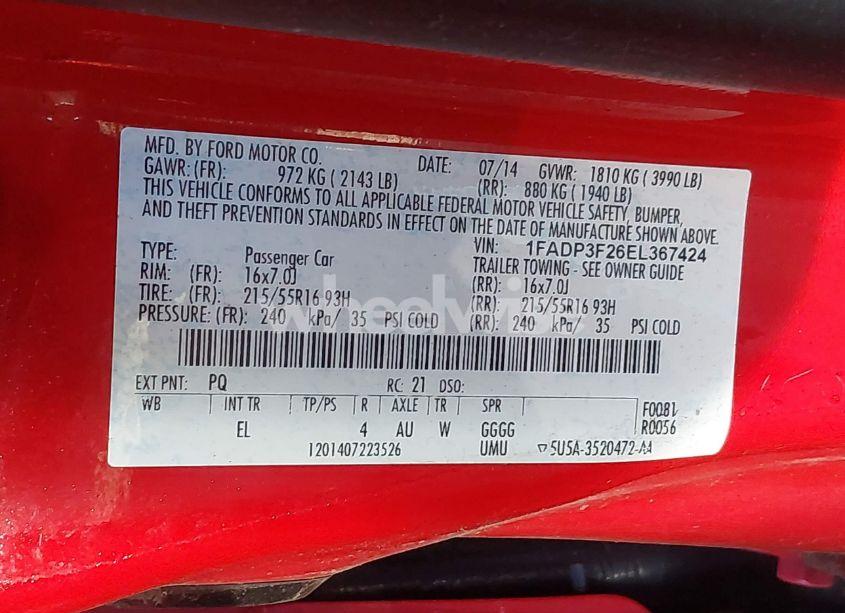 MFD. BY FORD MOTOR CO.
DATE: 07/14 GVWR: 1810 KG ( 3990 LB)
GAWR: (FR): 972 KG ( 2143 LB) (RR): 880 KG ( 1940 LB)
THIS VEHICLE CONFORMS TO ALL APPLICABLE FEDERAL MOTOR VEHICLE SAFETY, BUMPER,
AND THEFT PREVENTION STANDARDS IN EFFECT ON THE DATE OF MANUFACTURE SHOWN ABOVE.
VIN: 1FADP3F26EL367424
TYPE: Passenger Car TRAILER TOWING - SEE OWNER GUIDE
RIM: (FR): 16x7.0J (RR): 16x7.0J
TIRE: (FR): 215/55R16 93H (RR): 215/55R16 93H
PRESSURE: (FR): 240 kPa/ 35 PSI COLD (RR): 240 kPa/ 35 PSI COLD
EXT PNT: PQ RC: 21 DSO:
WB INT TR TP/PS R AXLE TR SPR F0081
EL 4 AU W GGGG R0056
1201407223526 UMU 5U5A-3520472-AA